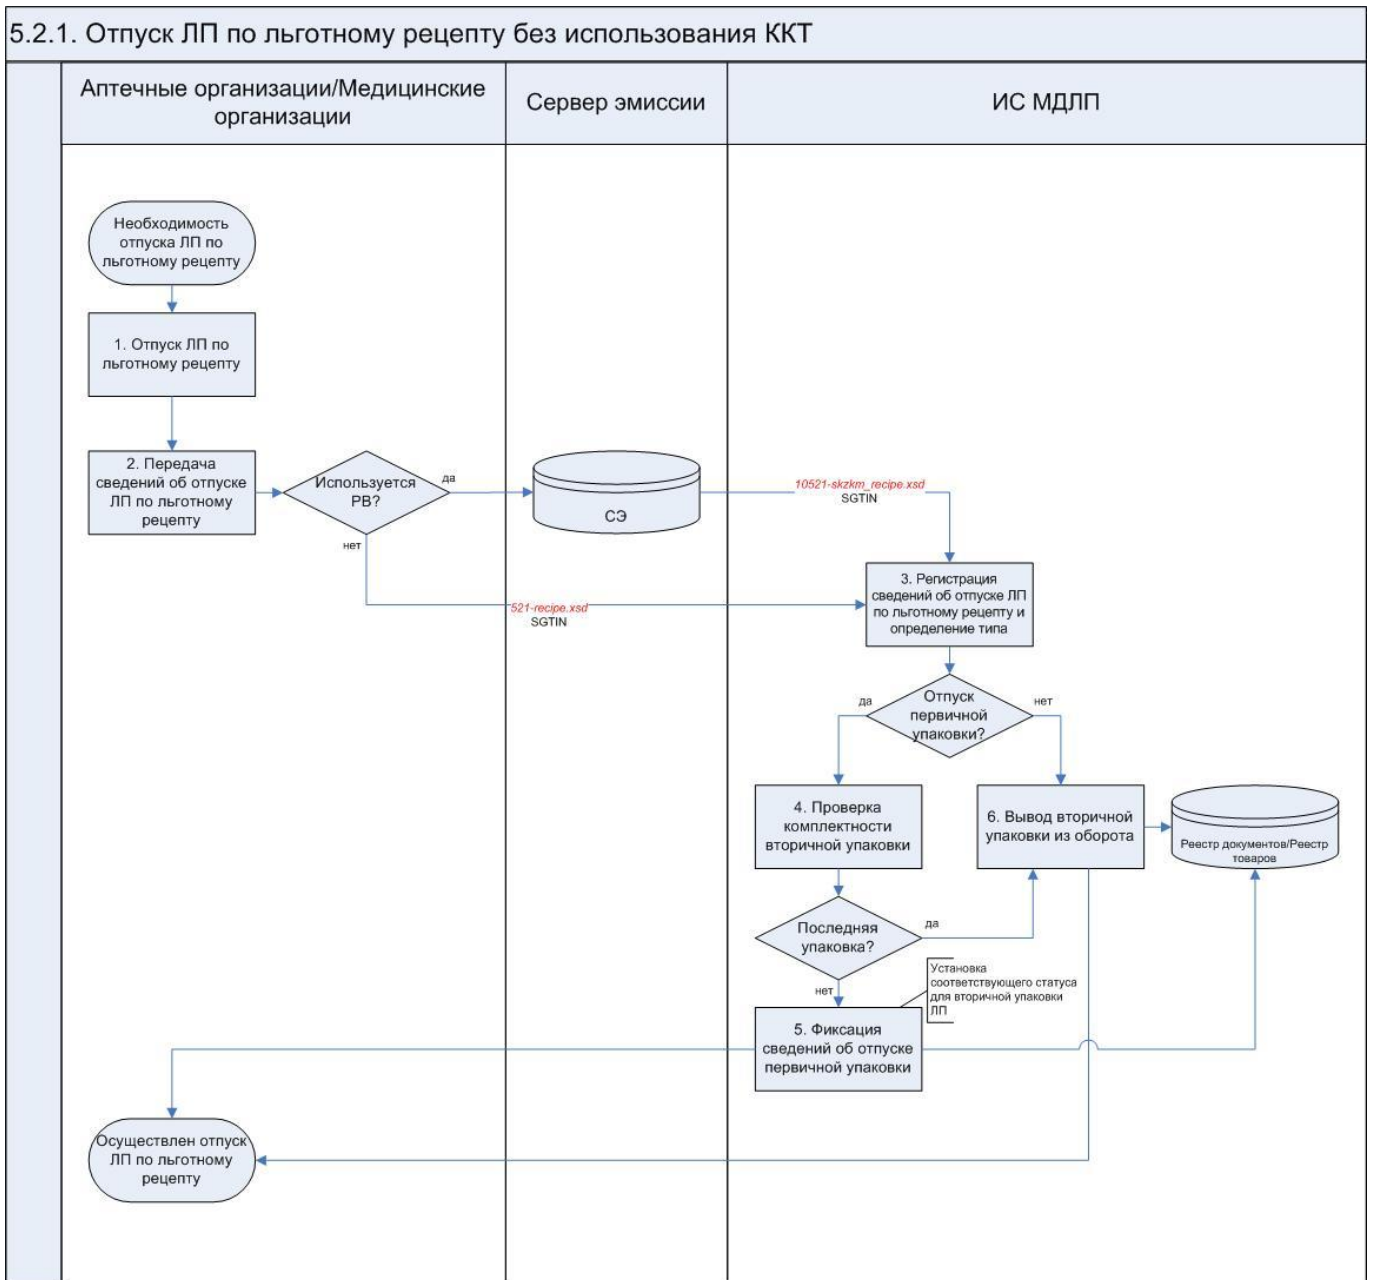 5.2.1. Отпуск ЛП по льготному рецепту без использования ККТ
Аптечные организации/Медицинские
организации
Сервер эмиссии
ИС МДЛП
Необходимость
отпуска ЛП по
льготному рецепту
1. Отпуск ЛП по
льготному рецепту
2. Передача
сведений об отпуске
ЛП по льготному
рецепту
Используется
РВ?
да
нет
СЭ
10521-skzkm_recipe.xsd
SGTIN
521-recipe.xsd
SGTIN
3. Регистрация
сведений об отпуске ЛП
по льготному рецепту и
определение типа
Отпуск
первичной
упаковки?
да
нет
4. Проверка
комплектности
вторичной упаковки
6. Вывод вторичной
упаковки из оборота
Реестр документов/Реестр
товаров
Последняя
упаковка?
да
нет
Установка
соответствующего статуса
для вторичной упаковки
ЛП
5. Фиксация
сведений об отпуске
первичной упаковки
Осуществлен отпуск
ЛП по льготному
рецепту